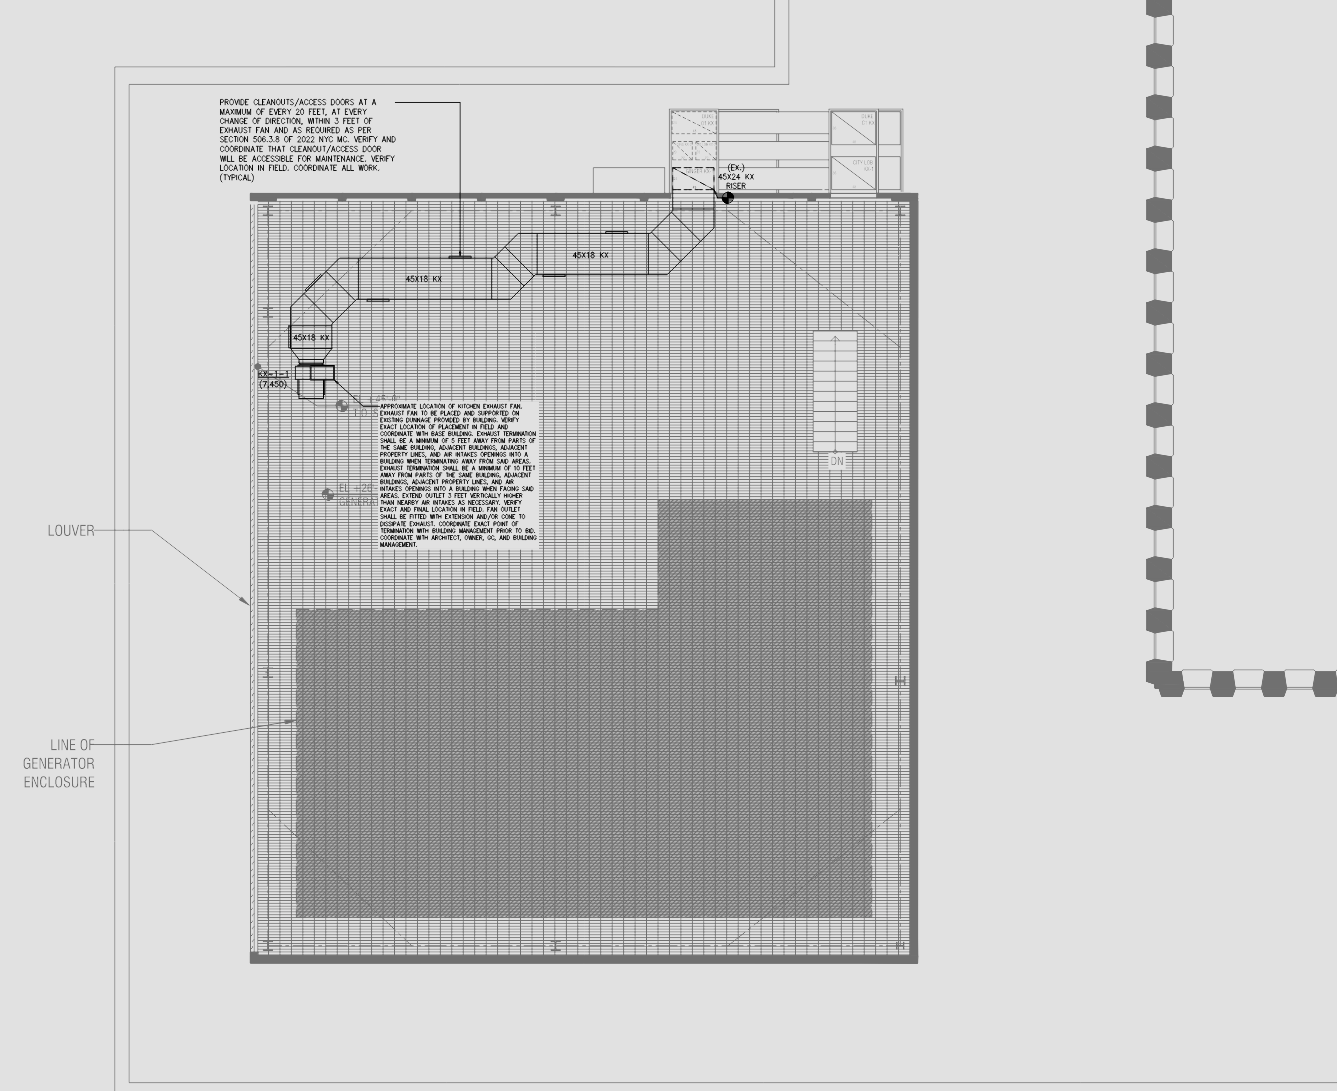 PROVIDE CLEANOUTS/ACCESS DOORS AT A
MAXIMUM OF EVERY 20 FEET, AT EVERY
CHANGE OF DIRECTION, WITHIN 3 FEET OF
EXHAUST FAN AND AS REQUIRED AS PER
SECTION 506.3.8 OF 2022 NYC MC. VERIFY AND
COORDINATE THAT CLEANOUT/ACCESS DOOR
WILL BE ACCESSIBLE FOR MAINTENANCE. VERIFY
LOCATION IN FIELD. COORDINATE ALL WORK.
(TYPICAL)
(EX.)
45X24 KX
RISER
45X18 KX
45X18 KX
45X18 KX
KX-1-1
(7,450)
APPROXIMATE LOCATION OF KITCHEN EXHAUST FAN.
EXHAUST FAN TO BE PLACED AND SUPPORTED ON
EXISTING DUNNAGE PROVIDED BY BUILDING. VERIFY
EXACT LOCATION OF PLACEMENT IN FIELD AND
COORDINATE WITH BASE BUILDING. EXHAUST TERMINATION
SHALL BE A MINIMUM OF 5 FEET AWAY FROM PARTS OF
THE SAME BUILDING, ADJACENT BUILDINGS, ADJACENT
PROPERTY LINES, AND AIR INTAKES OPENINGS INTO A
BUILDING WHEN TERMINATING AWAY FROM SAID AREAS.
EXHAUST TERMINATION SHALL BE A MINIMUM OF 10 FEET
AWAY FROM PARTS OF THE SAME BUILDING, ADJACENT
BUILDINGS, ADJACENT PROPERTY LINES, AND AIR
INTAKES OPENINGS INTO A BUILDING WHEN FACING SAID
AREAS. EXTEND OUTLET 3 FEET VERTICALLY HIGHER
THAN NEARBY AIR INTAKES AS NECESSARY. VERIFY
EXACT AND FINAL LOCATION IN FIELD. FAN OUTLET
SHALL BE FITTED WITH EXTENSION AND/OR CONE TO
DISSIPATE EXHAUST. COORDINATE EXACT POINT OF
TERMINATION WITH BUILDING MANAGEMENT PRIOR TO BID.
COORDINATE WITH ARCHITECT, OWNER, GC, AND BUILDING
MANAGEMENT.
DN
EL +26'-
GENERA
LOUVER
LINE OF
GENERATOR
ENCLOSURE